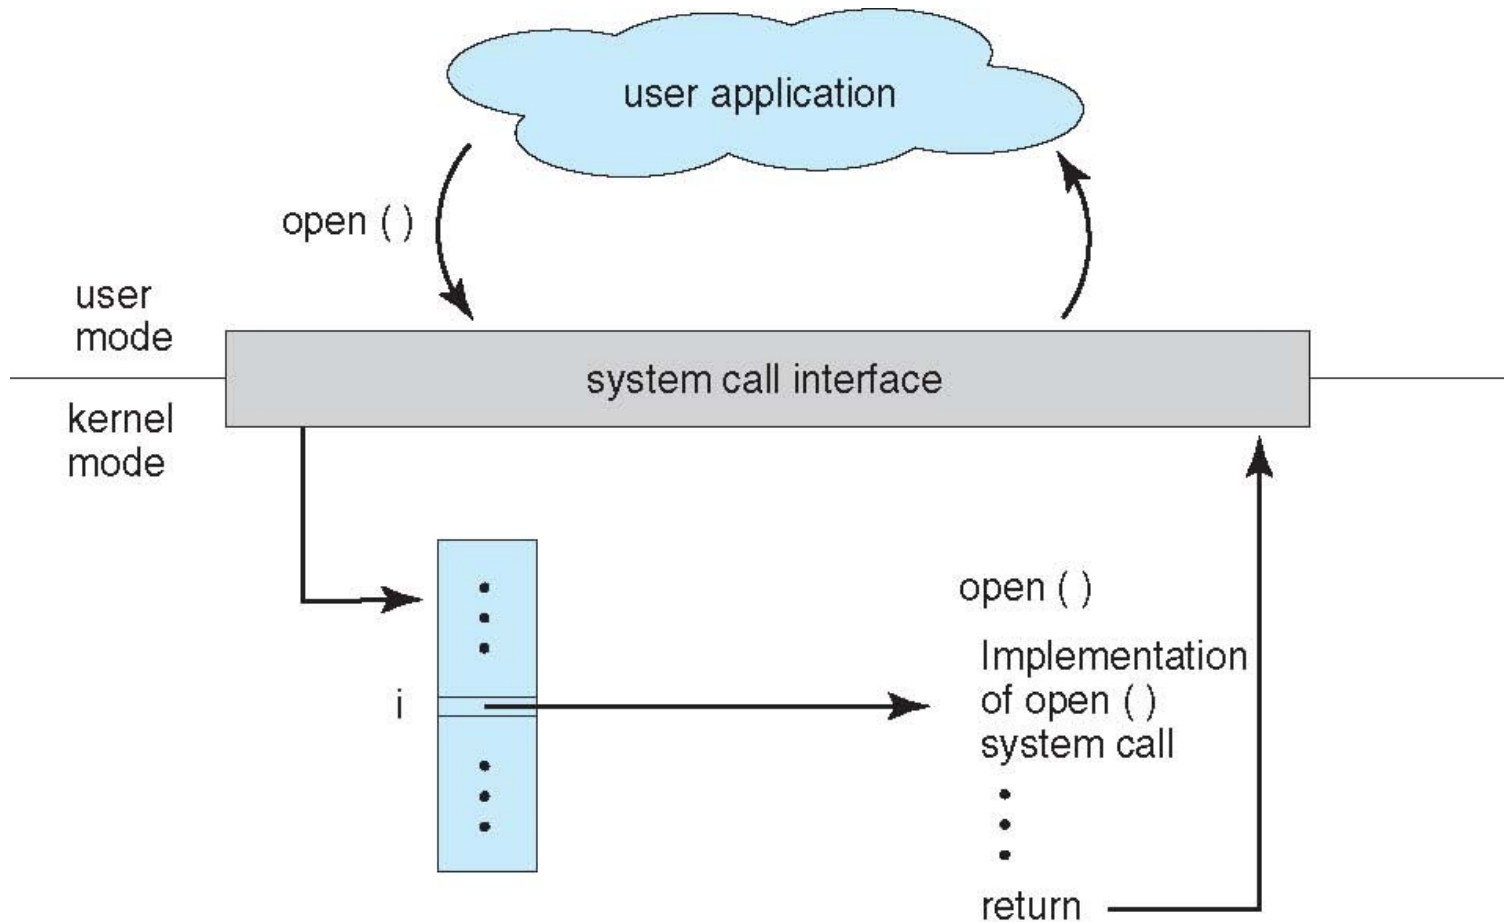 user application
open ( )
user
mode
system call interface
kernel
mode
open ( )
Implementation
of open ( )
system call
i
return